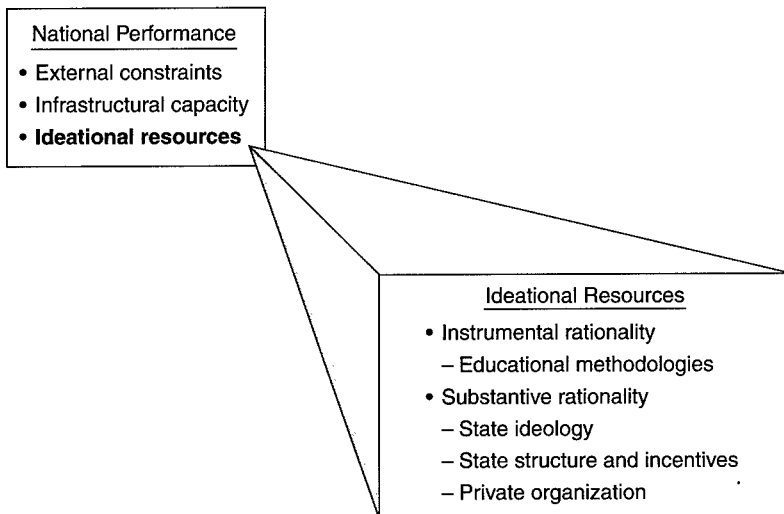 National Performance
• External constraints
• Infrastructural capacity
• Ideational resources
Ideational Resources
• Instrumental rationality
– Educational methodologies
• Substantive rationality
– State ideology
– State structure and incentives
– Private organization